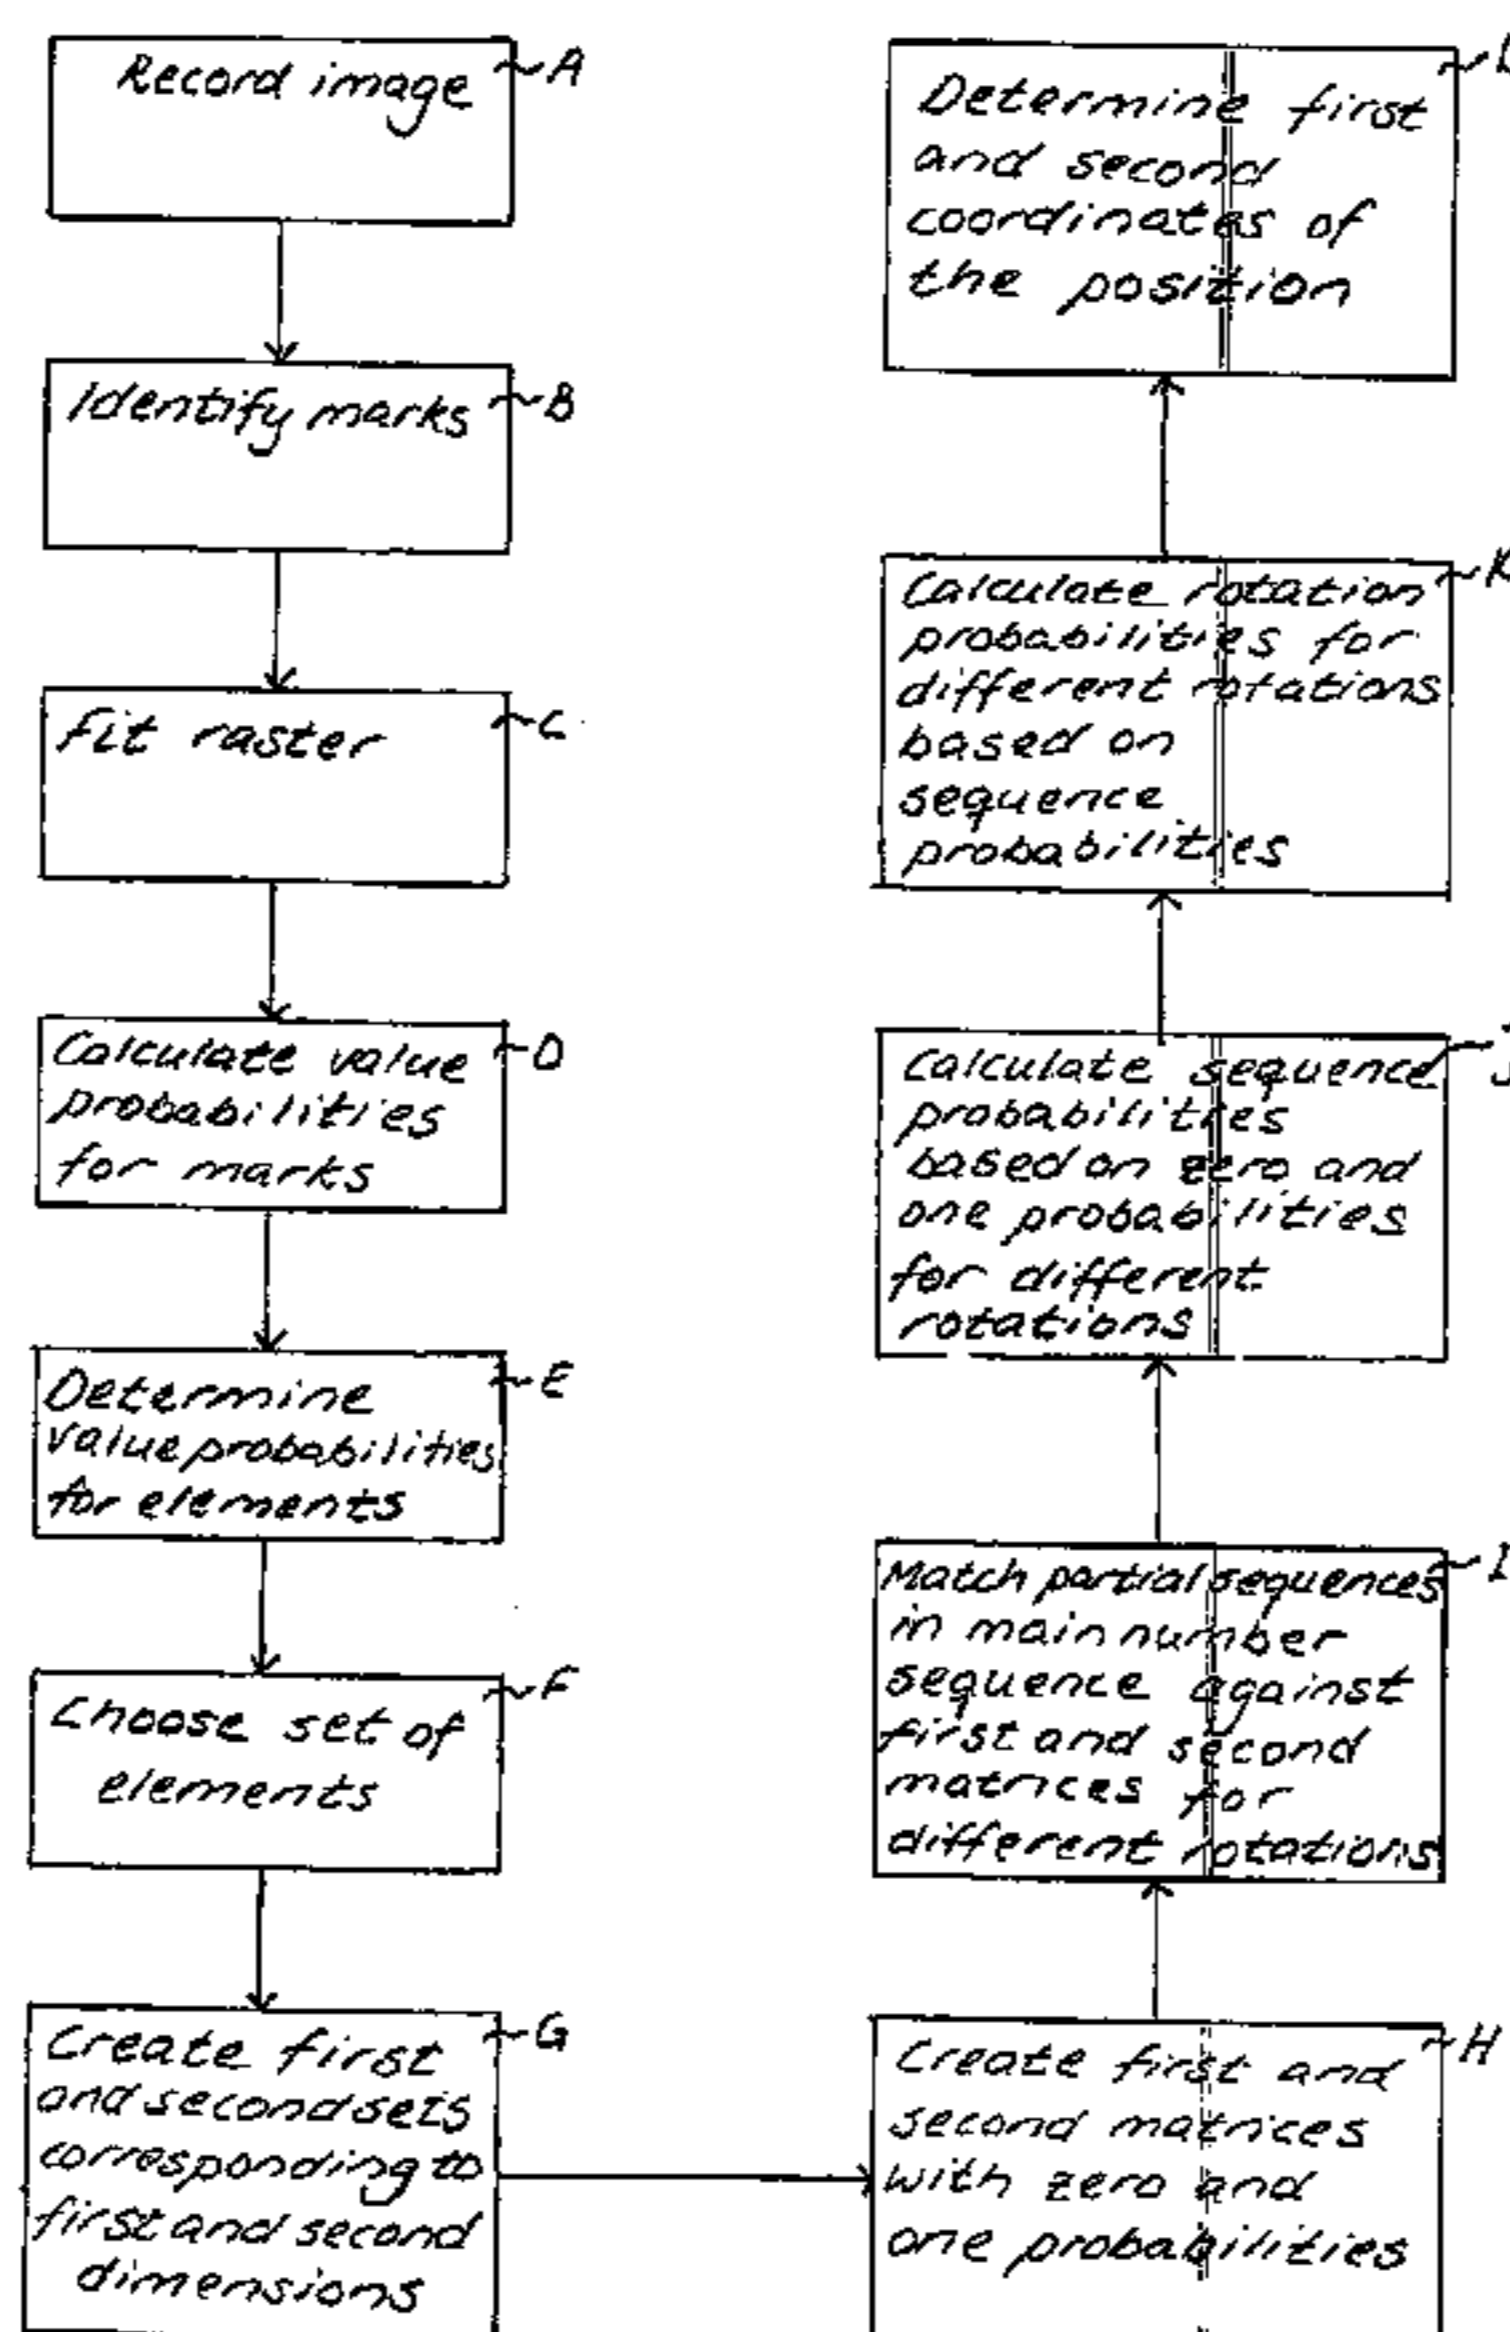 Record image
A
Identify marks
B
Fit raster
C
Calculate value
probabilities
for marks
D
Determine
value probabilities
for elements
E
Choose set of
elements
F
Create first
and second sets
corresponding to
first and second
dimensions
G
Create first and
second matrices
with zero and
one probabilities
H
Match partial sequences
in main number
sequence against
first and second
matrices for
different rotations
I
Calculate sequence
probabilities
based on zero and
one probabilities
for different
rotations
J
Calculate rotation
probabilities for
different rotations
based on
sequence
probabilities
K
Determine first
and second
coordinates of
the position